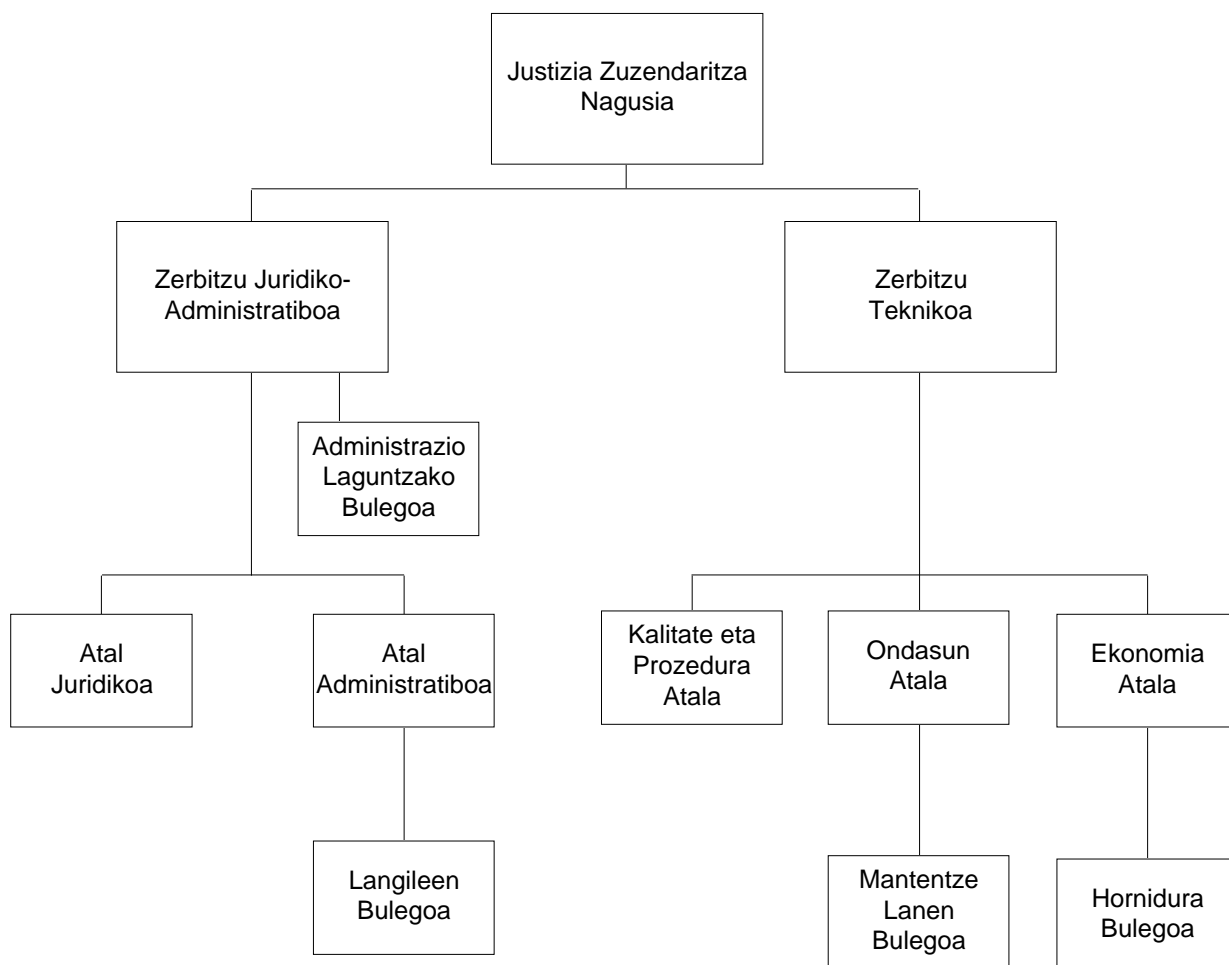 Justizia Zuzendaritza
Nagusia
Zerbitzu Juridiko-
Administratiboa
Zerbitzu
Teknikoa
Administrazio
Laguntzako
Bulegoa
Atal
Juridikoa
Atal
Administratiboa
Kalitate eta
Prozedura
Atala
Ondasun
Atala
Ekonomia
Atala
Langileen
Bulegoa
Mantentze
Lanen
Bulegoa
Hornidura
Bulegoa